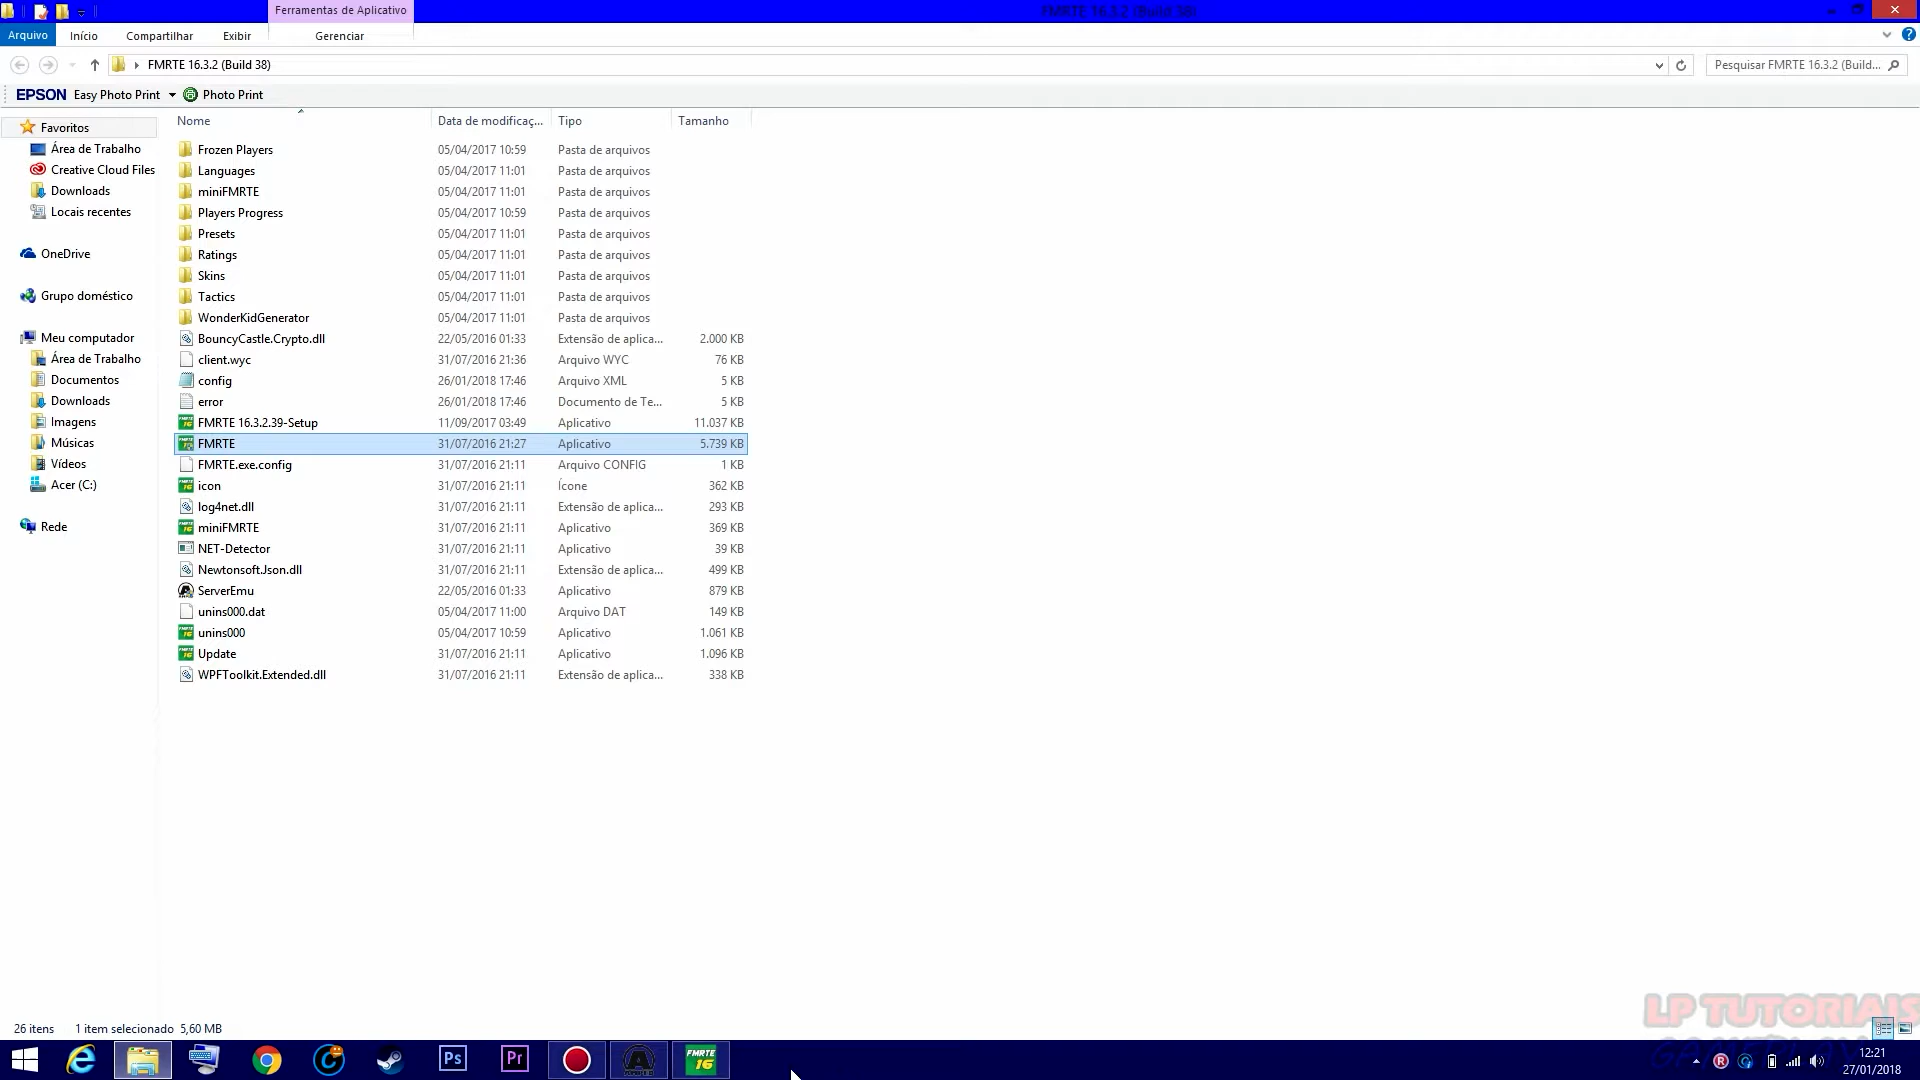 Ferramentas de Aplicativo
FMRTE 16.3.2 (Build 38)
Arquivo Início Compartilhar Exibir Gerenciar
FMRTE 16.3.2 (Build 38) Pesquisar FMRTE 16.3.2 (Build...
EPSON Easy Photo Print Photo Print
Nome Data de modificaç... Tipo Tamanho
Favoritos
Área de Trabalho
Creative Cloud Files
Downloads
Locais recentes
OneDrive
Grupo doméstico
Meu computador
Área de Trabalho
Documentos
Downloads
Imagens
Músicas
Vídeos
Acer (C:)
Rede
Frozen Players 05/04/2017 10:59 Pasta de arquivos
Languages 05/04/2017 11:01 Pasta de arquivos
miniFMRTE 05/04/2017 11:01 Pasta de arquivos
Players Progress 05/04/2017 10:59 Pasta de arquivos
Presets 05/04/2017 11:01 Pasta de arquivos
Ratings 05/04/2017 11:01 Pasta de arquivos
Skins 05/04/2017 11:01 Pasta de arquivos
Tactics 05/04/2017 11:01 Pasta de arquivos
WonderKidGenerator 05/04/2017 11:01 Pasta de arquivos
BouncyCastle.Crypto.dll 22/05/2016 01:33 Extensão de aplica... 2.000 KB
client.wyc 31/07/2016 21:36 Arquivo WYC 76 KB
config 26/01/2018 17:46 Arquivo XML 5 KB
error 26/01/2018 17:46 Documento de Te... 5 KB
FMRTE 16.3.2.39-Setup 11/09/2017 03:49 Aplicativo 11.037 KB
FMRTE 31/07/2016 21:27 Aplicativo 5.739 KB
FMRTE.exe.config 31/07/2016 21:11 Arquivo CONFIG 1 KB
icon 31/07/2016 21:11 Ícone 362 KB
log4net.dll 31/07/2016 21:11 Extensão de aplica... 293 KB
miniFMRTE 31/07/2016 21:11 Aplicativo 369 KB
NET-Detector 31/07/2016 21:11 Aplicativo 39 KB
Newtonsoft.Json.dll 31/07/2016 21:11 Extensão de aplica... 499 KB
ServerEmu 22/05/2016 01:33 Aplicativo 879 KB
unins000.dat 05/04/2017 11:00 Arquivo DAT 149 KB
unins000 05/04/2017 10:59 Aplicativo 1.061 KB
Update 31/07/2016 21:11 Aplicativo 1.096 KB
WPFToolkit.Extended.dll 31/07/2016 21:11 Extensão de aplica... 338 KB
LP TUTORIAIS
26 itens 1 item selecionado 5,60 MB
Ps Pr FMRTE 16
12:21
27/01/2018